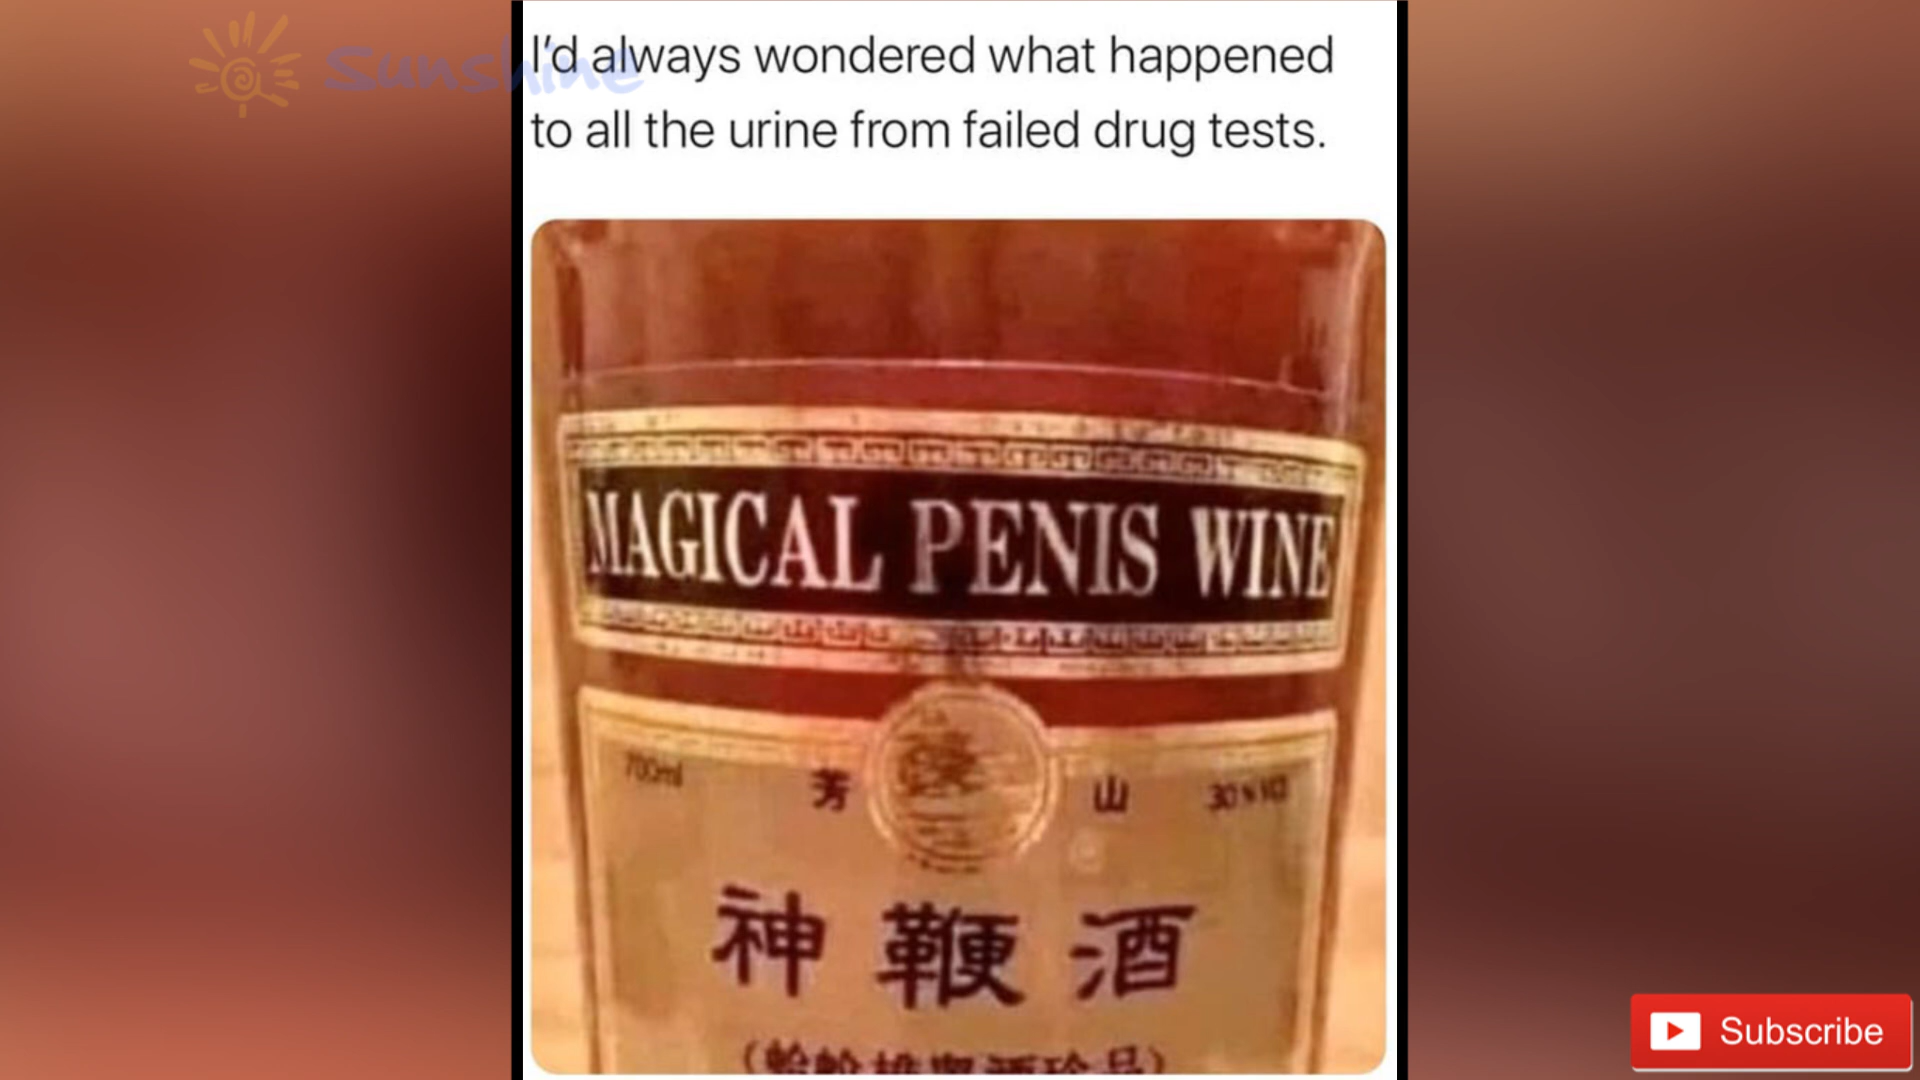 Sunshine
I’d always wondered what happened
to all the urine from failed drug tests.
MAGICAL PENIS WINE
700ml
芳 山
神鞭酒
Subscribe